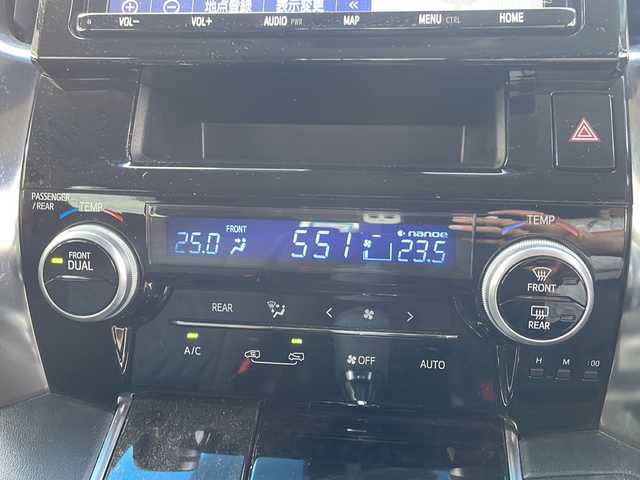 地点登録 表示変更 «
VOL− VOL+ AUDIO PWR MAP MENU CTRL HOME
PASSENGER /REAR TEMP
TEMP
FRONT DUAL
25.0 FRONT 551 nanoe 23.5
FRONT
REAR
REAR
A/C OFF AUTO
H M :00